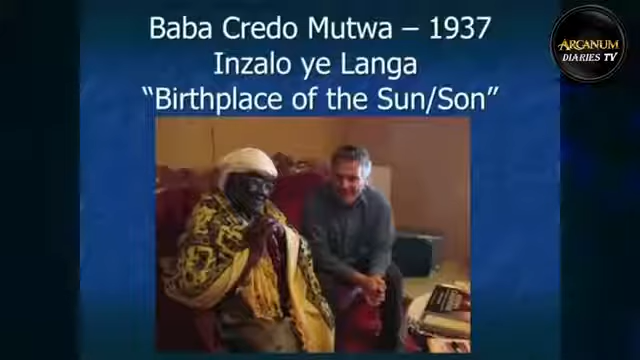 Baba Credo Mutwa – 1937
Inzalo ye Langa
“Birthplace of the Sun/Son”
ARCANUM
DIARIES TV